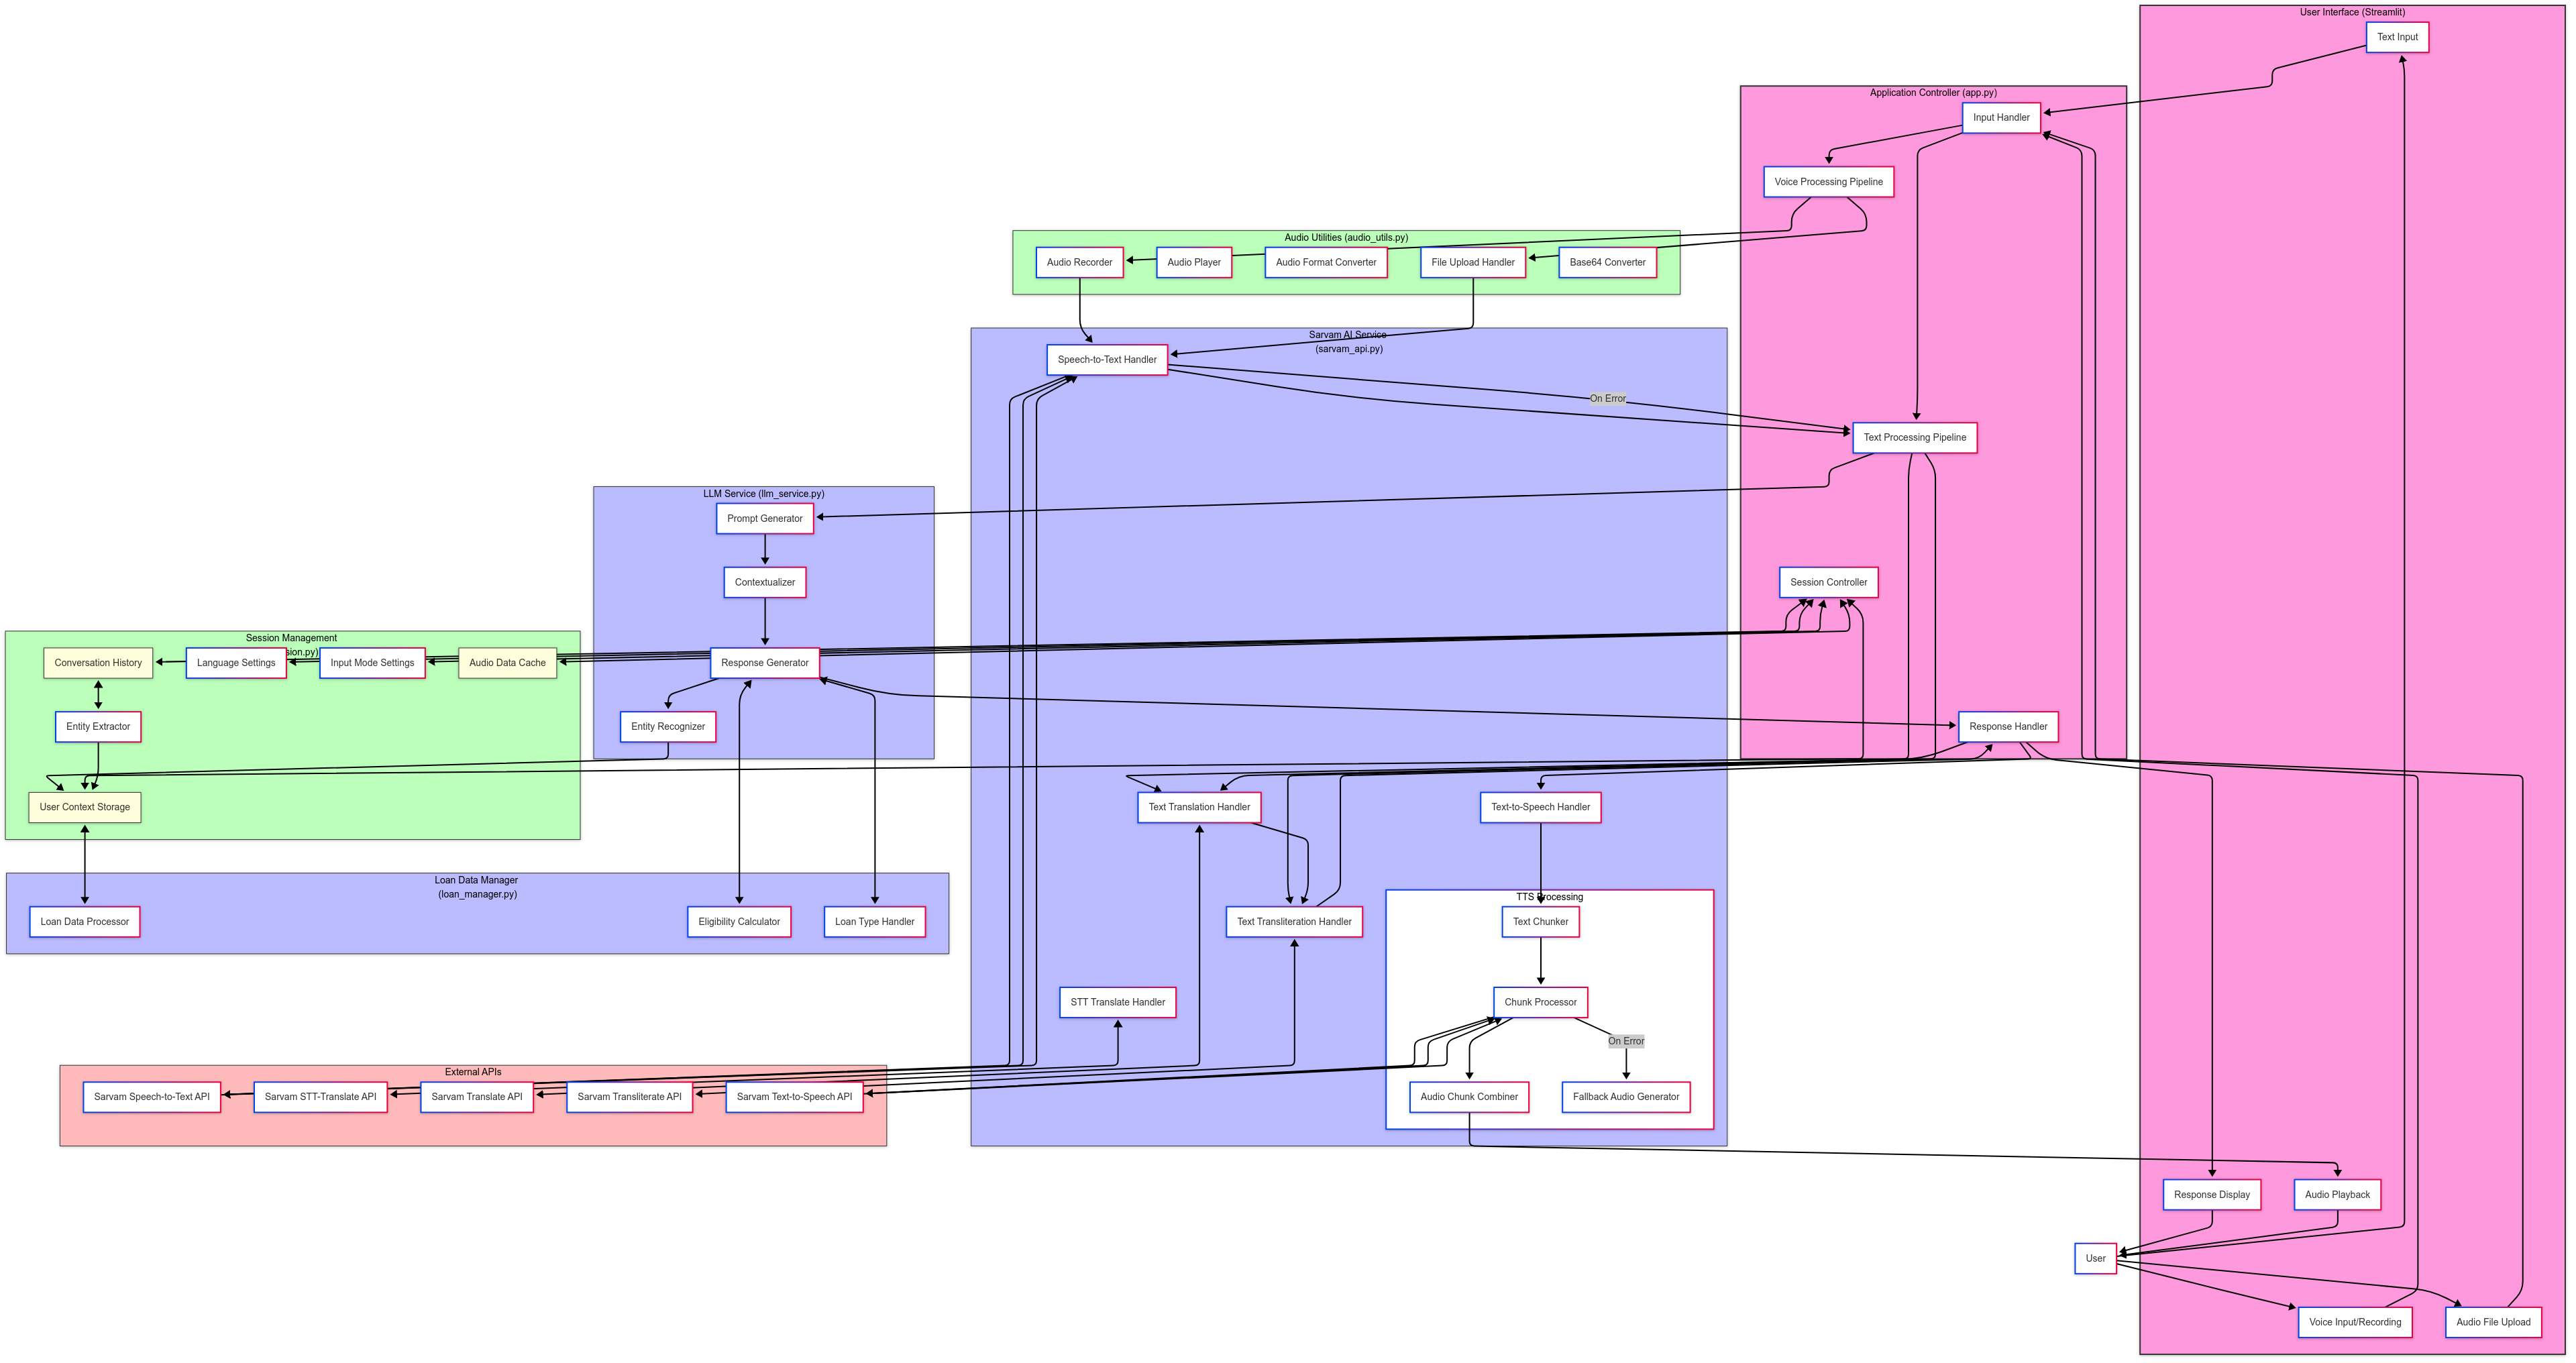 User Interface (Streamlit)
Text Input
Application Controller (app.py)
Input Handler
Voice Processing Pipeline
Audio Utilities (audio_utils.py)
Audio Recorder
Audio Player
Audio Format Converter
File Upload Handler
Base64 Converter
Sarvam AI Service
(sarvam_api.py)
Speech-to-Text Handler
On Error
Text Processing Pipeline
LLM Service (llm_service.py)
Prompt Generator
Contextualizer
Session Controller
Session Management
sion.py)
Conversation History
Language Settings
Input Mode Settings
Audio Data Cache
Response Generator
Entity Extractor
Entity Recognizer
Response Handler
User Context Storage
Text Translation Handler
Text-to-Speech Handler
Loan Data Manager
(loan_manager.py)
Loan Data Processor
Eligibility Calculator
Loan Type Handler
Text Transliteration Handler
TTS Processing
Text Chunker
STT Translate Handler
Chunk Processor
On Error
External APIs
Sarvam Speech-to-Text API
Sarvam STT-Translate API
Sarvam Translate API
Sarvam Transliterate API
Sarvam Text-to-Speech API
Audio Chunk Combiner
Fallback Audio Generator
Response Display
Audio Playback
User
Voice Input/Recording
Audio File Upload